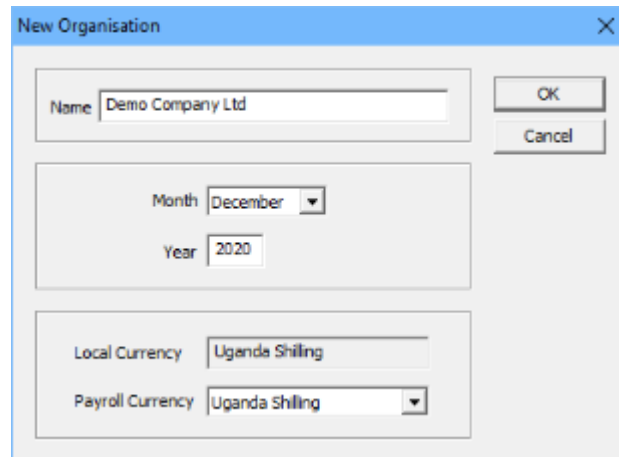 New Organisation
Name Demo Company Ltd
OK
Cancel
Month December
Year 2020
Local Currency Uganda Shilling
Payroll Currency Uganda Shilling